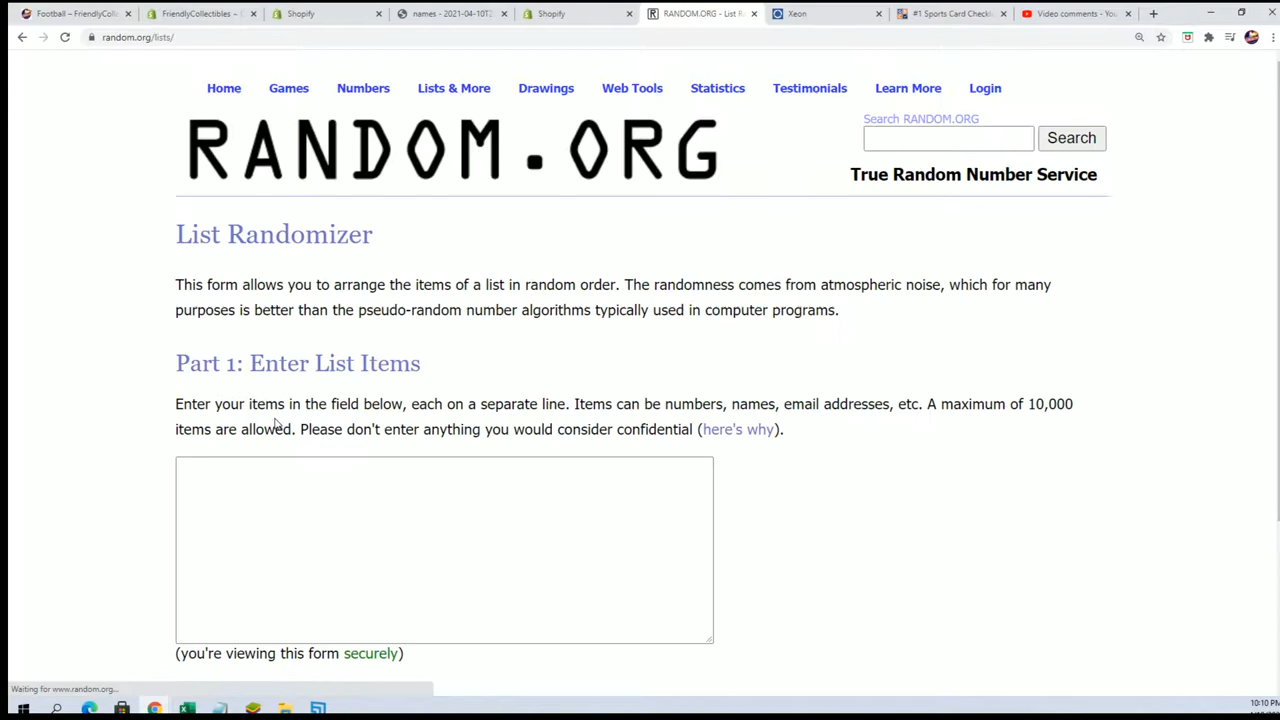 Football – FriendlyColl
FriendlyCollectibles ~ C
Shopify
names - 2021-04-10T2
Shopify
RANDOM.ORG - List R
Xeon
#1 Sports Card Checkl
Video comments - You
random.org/lists/
Home Games Numbers Lists & More Drawings Web Tools Statistics Testimonials Learn More Login
RANDOM.ORG
Search RANDOM.ORG
Search
True Random Number Service
List Randomizer
This form allows you to arrange the items of a list in random order. The randomness comes from atmospheric noise, which for many
purposes is better than the pseudo-random number algorithms typically used in computer programs.
Part 1: Enter List Items
Enter your items in the field below, each on a separate line. Items can be numbers, names, email addresses, etc. A maximum of 10,000
items are allowed. Please don't enter anything you would consider confidential (here's why).
(you're viewing this form securely)
Waiting for www.random.org...
10:10 PM